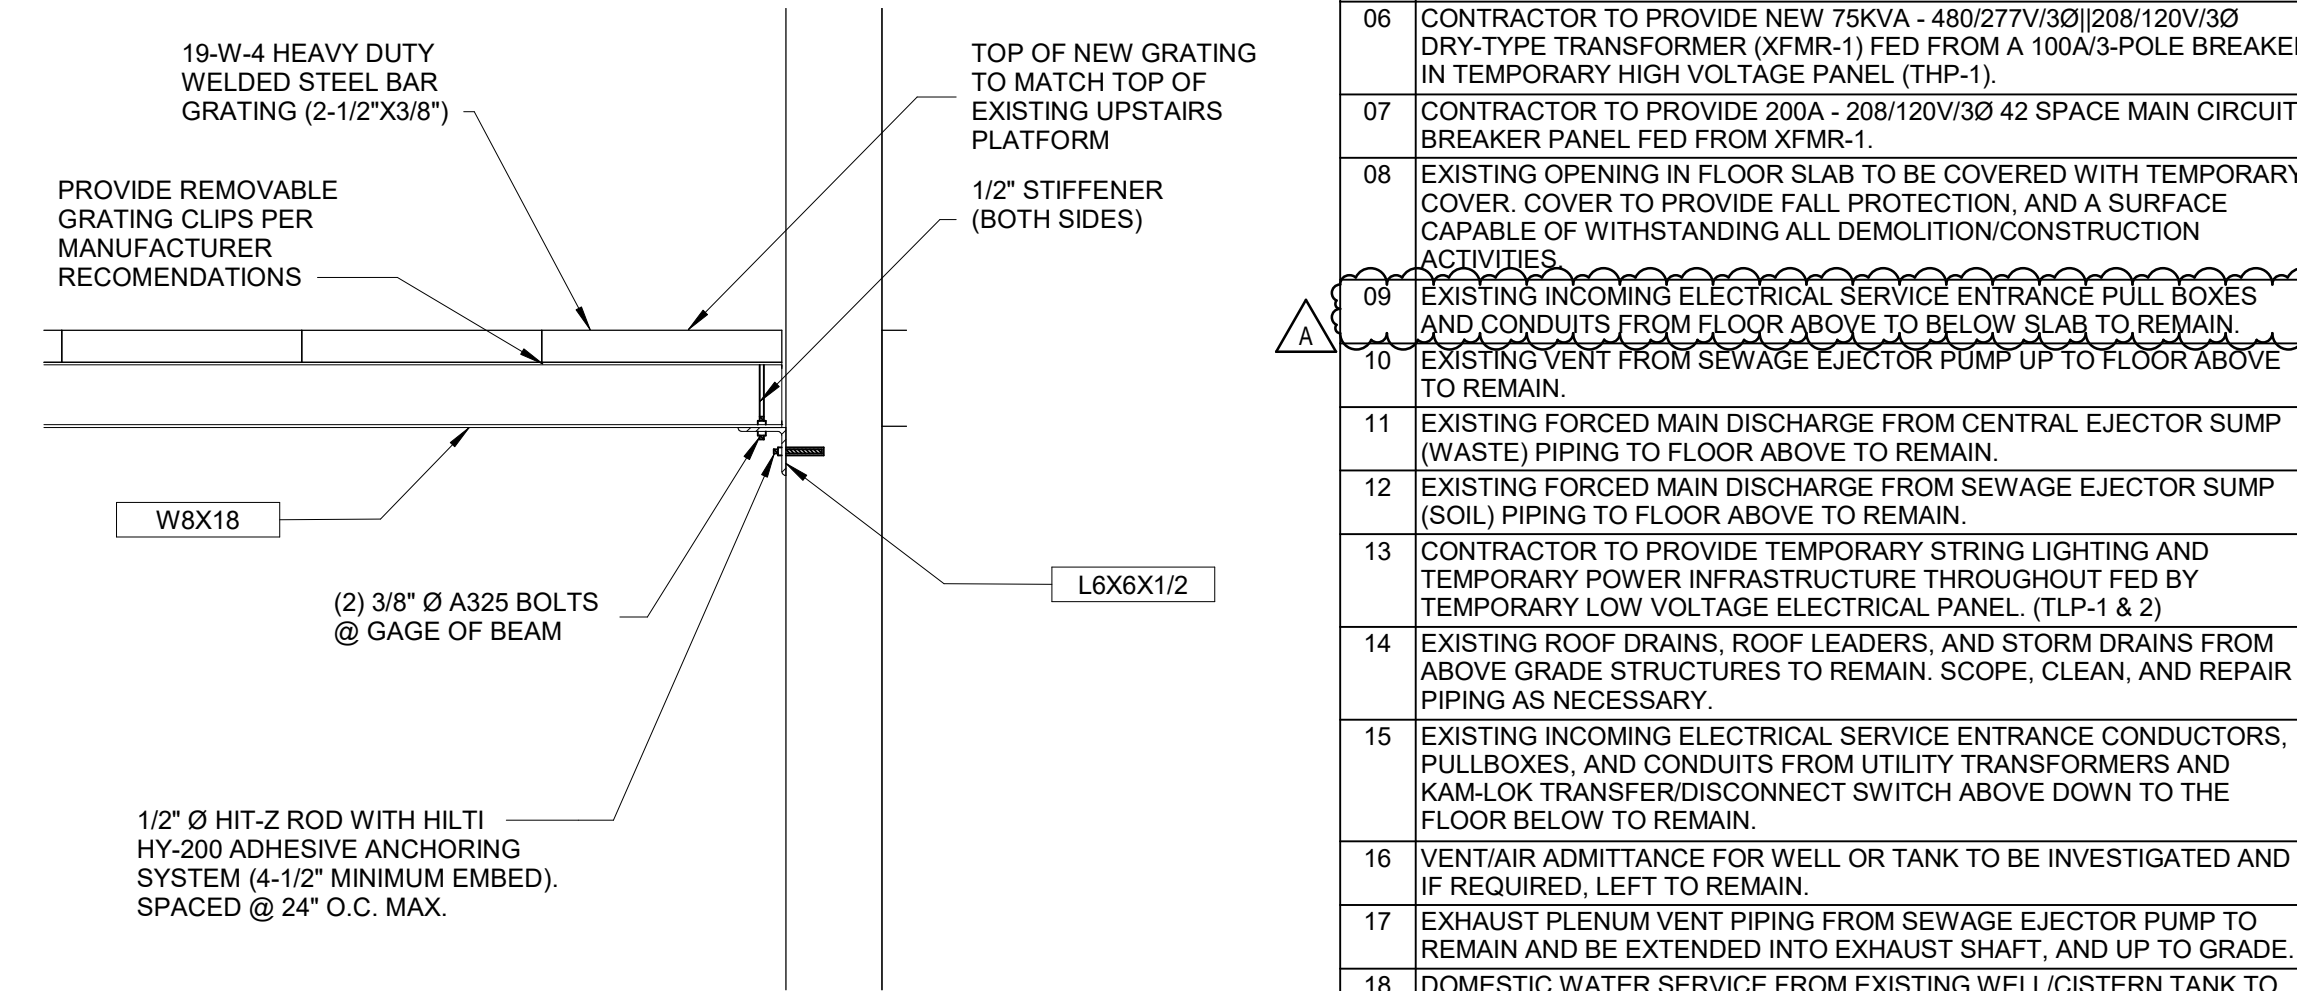 19-W-4 HEAVY DUTY
WELDED STEEL BAR
GRATING (2-1/2"X3/8")
PROVIDE REMOVABLE
GRATING CLIPS PER
MANUFACTURER
RECOMENDATIONS
TOP OF NEW GRATING
TO MATCH TOP OF
EXISTING UPSTAIRS
PLATFORM
1/2" STIFFENER
(BOTH SIDES)
W8X18
L6X6X1/2
(2) 3/8" Ø A325 BOLTS
@ GAGE OF BEAM
1/2" Ø HIT-Z ROD WITH HILTI
HY-200 ADHESIVE ANCHORING
SYSTEM (4-1/2" MINIMUM EMBED).
SPACED @ 24" O.C. MAX.
06 CONTRACTOR TO PROVIDE NEW 75KVA - 480/277V/3Ø||208/120V/3Ø
DRY-TYPE TRANSFORMER (XFMR-1) FED FROM A 100A/3-POLE BREAKER
IN TEMPORARY HIGH VOLTAGE PANEL (THP-1).
07 CONTRACTOR TO PROVIDE 200A - 208/120V/3Ø 42 SPACE MAIN CIRCUIT
BREAKER PANEL FED FROM XFMR-1.
08 EXISTING OPENING IN FLOOR SLAB TO BE COVERED WITH TEMPORARY
COVER. COVER TO PROVIDE FALL PROTECTION, AND A SURFACE
CAPABLE OF WITHSTANDING ALL DEMOLITION/CONSTRUCTION
ACTIVITIES.
A
09 EXISTING INCOMING ELECTRICAL SERVICE ENTRANCE PULL BOXES
AND CONDUITS FROM FLOOR ABOVE TO BELOW SLAB TO REMAIN.
10 EXISTING VENT FROM SEWAGE EJECTOR PUMP UP TO FLOOR ABOVE
TO REMAIN.
11 EXISTING FORCED MAIN DISCHARGE FROM CENTRAL EJECTOR SUMP
(WASTE) PIPING TO FLOOR ABOVE TO REMAIN.
12 EXISTING FORCED MAIN DISCHARGE FROM SEWAGE EJECTOR SUMP
(SOIL) PIPING TO FLOOR ABOVE TO REMAIN.
13 CONTRACTOR TO PROVIDE TEMPORARY STRING LIGHTING AND
TEMPORARY POWER INFRASTRUCTURE THROUGHOUT FED BY
TEMPORARY LOW VOLTAGE ELECTRICAL PANEL. (TLP-1 & 2)
14 EXISTING ROOF DRAINS, ROOF LEADERS, AND STORM DRAINS FROM
ABOVE GRADE STRUCTURES TO REMAIN. SCOPE, CLEAN, AND REPAIR
PIPING AS NECESSARY.
15 EXISTING INCOMING ELECTRICAL SERVICE ENTRANCE CONDUCTORS,
PULLBOXES, AND CONDUITS FROM UTILITY TRANSFORMERS AND
KAM-LOK TRANSFER/DISCONNECT SWITCH ABOVE DOWN TO THE
FLOOR BELOW TO REMAIN.
16 VENT/AIR ADMITTANCE FOR WELL OR TANK TO BE INVESTIGATED AND
IF REQUIRED, LEFT TO REMAIN.
17 EXHAUST PLENUM VENT PIPING FROM SEWAGE EJECTOR PUMP TO
REMAIN AND BE EXTENDED INTO EXHAUST SHAFT, AND UP TO GRADE.
18 DOMESTIC WATER SERVICE FROM EXISTING WELL/CISTERN TANK TO